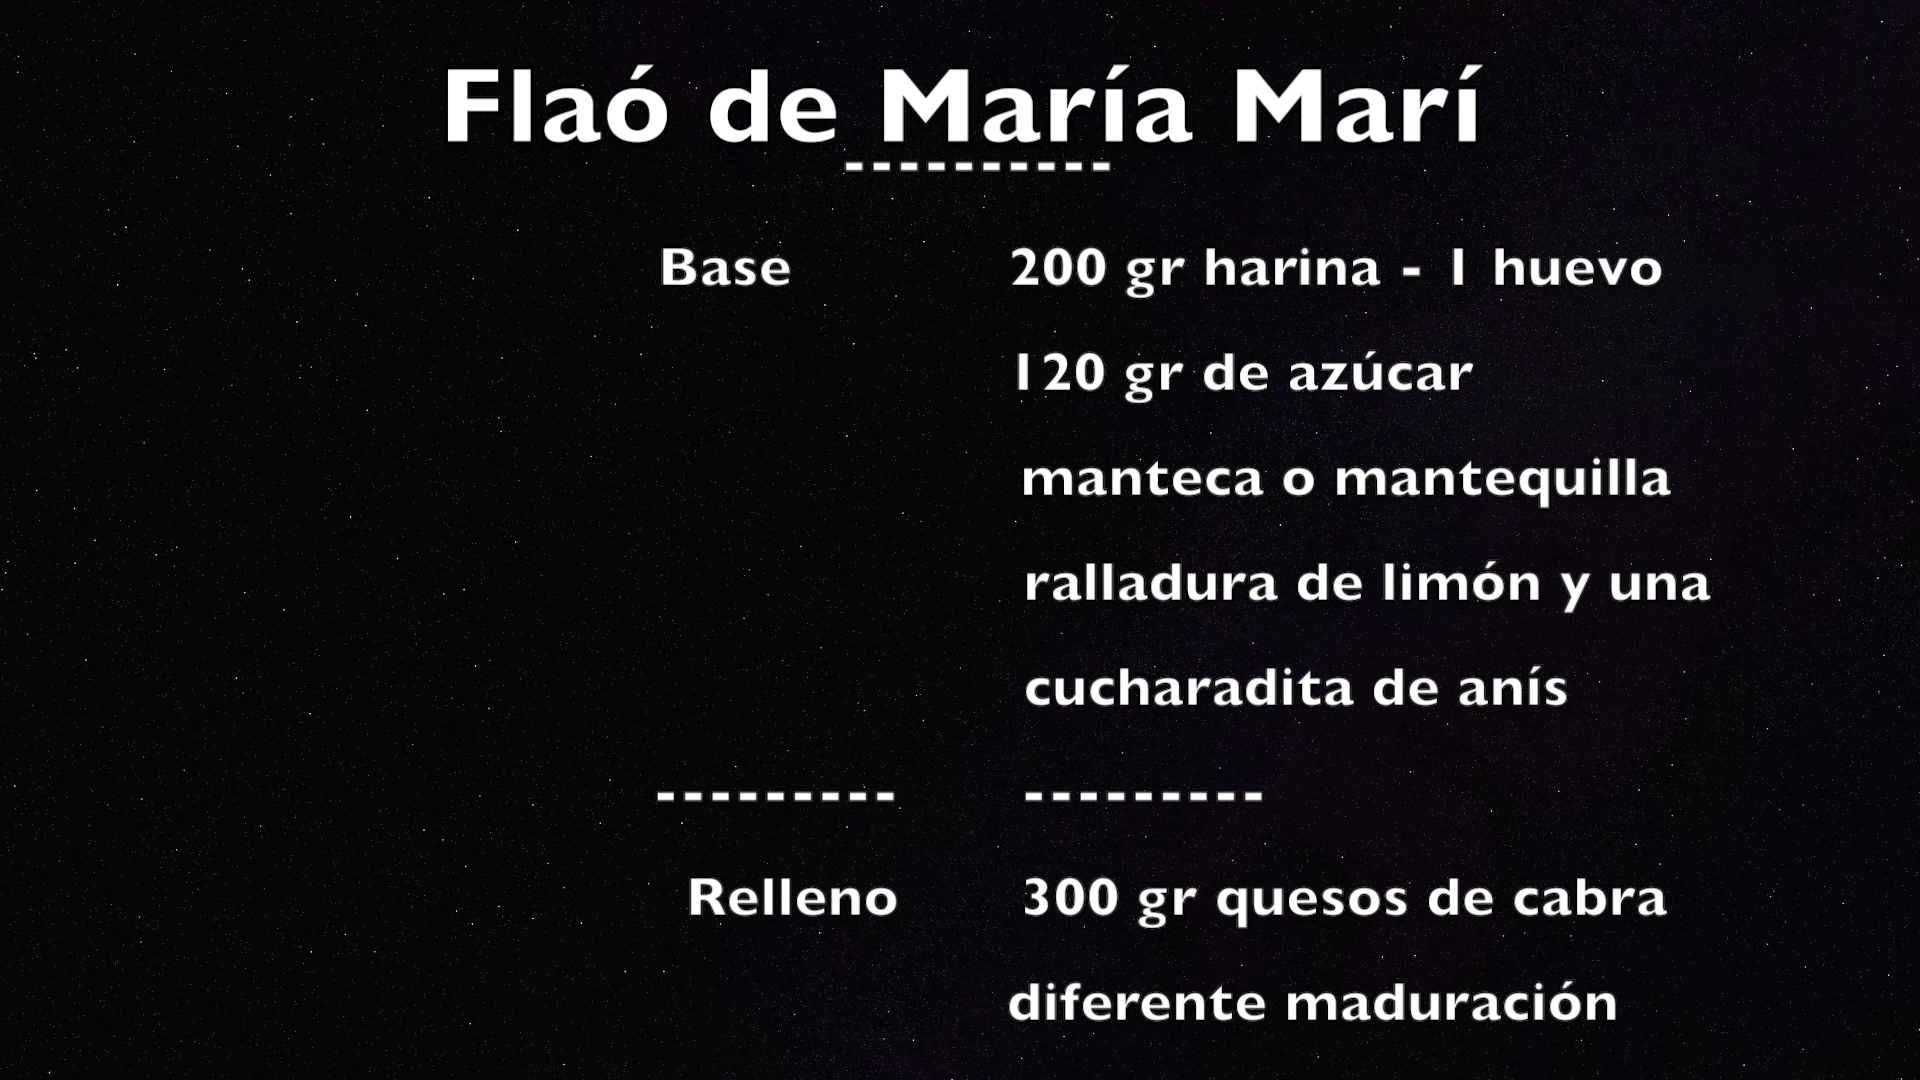 Flaó de María Marí
----------
Base 200 gr harina - 1 huevo
120 gr de azúcar
manteca o mantequilla
ralladura de limón y una
cucharadita de anís
--------- ---------
Relleno 300 gr quesos de cabra
diferente maduración